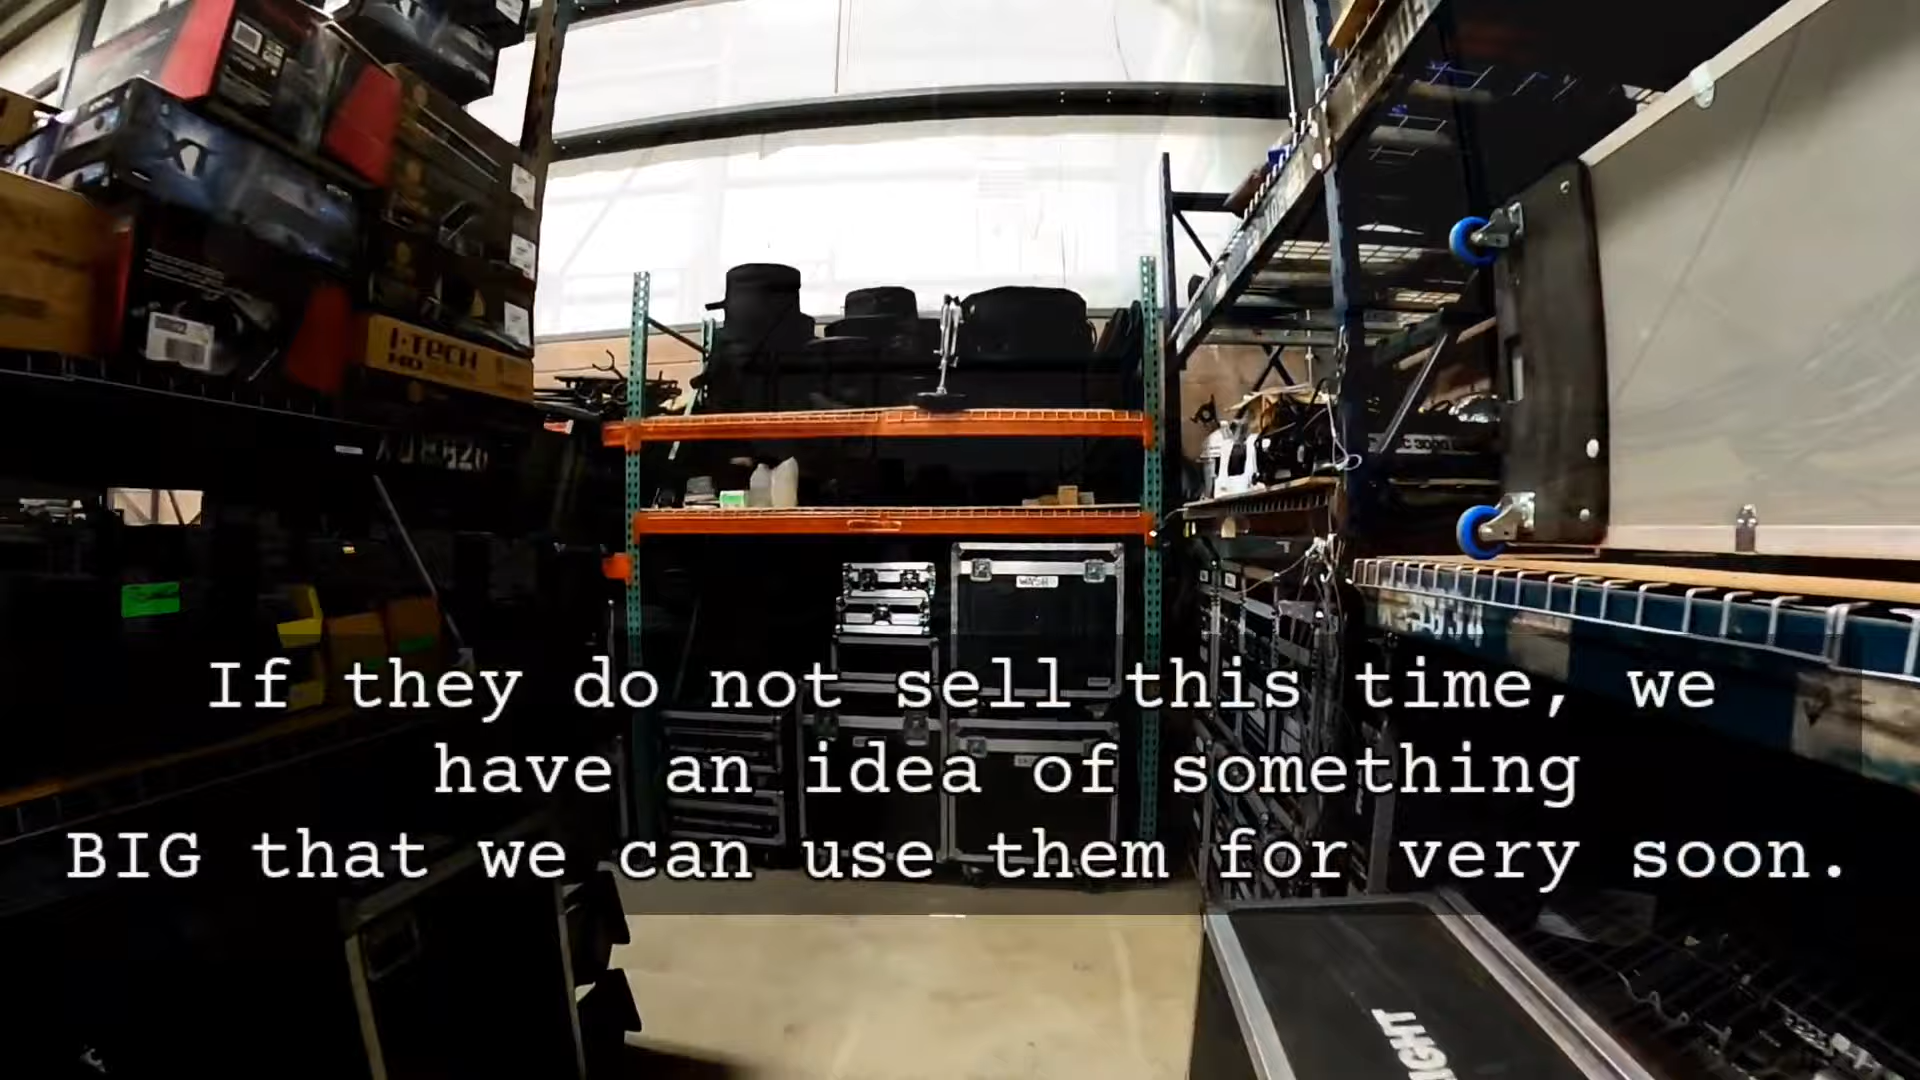 I-TECH
HD
WASH
If they do not sell this time, we
have an idea of something
BIG that we can use them for very soon.